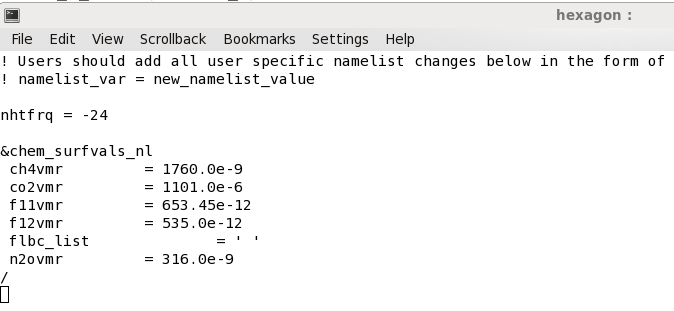 hexagon :
File Edit View Scrollback Bookmarks Settings Help
! Users should add all user specific namelist changes below in the form of
! namelist_var = new_namelist_value
nhtfrq = -24
&chem_surfvals_nl
ch4vmr = 1760.0e-9
co2vmr = 1101.0e-6
f11vmr = 653.45e-12
f12vmr = 535.0e-12
flbc_list = ' '
n2ovmr = 316.0e-9
/